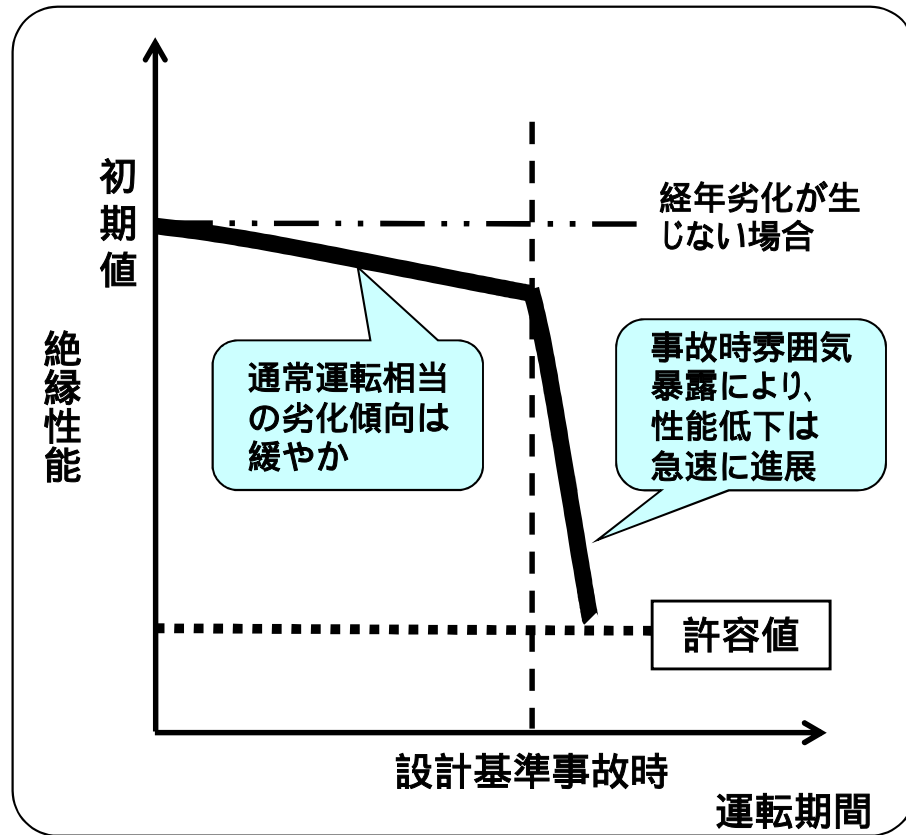 初期値
経年劣化が生
じない場合
絶縁性能
通常運転相当
の劣化傾向は
緩やか
事故時雰囲気
暴露により、
性能低下は
急速に進展
許容値
設計基準事故時
運転期間